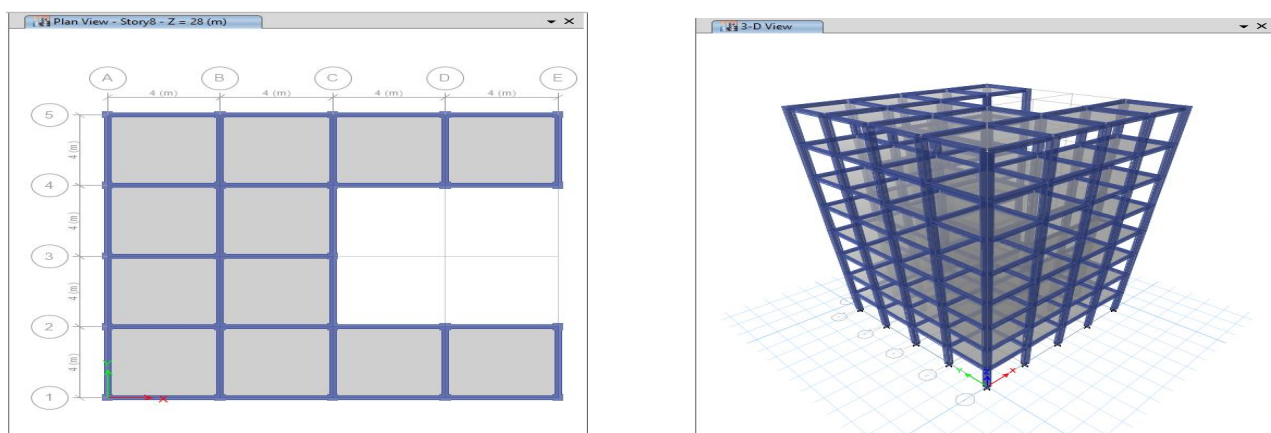 Plan View - Story8 - Z = 28 (m)
A B C D E
4 (m) 4 (m) 4 (m) 4 (m)
5
4 (m)
4
4 (m)
3
4 (m)
2
4 (m)
1
X
3-D View
Y Z X